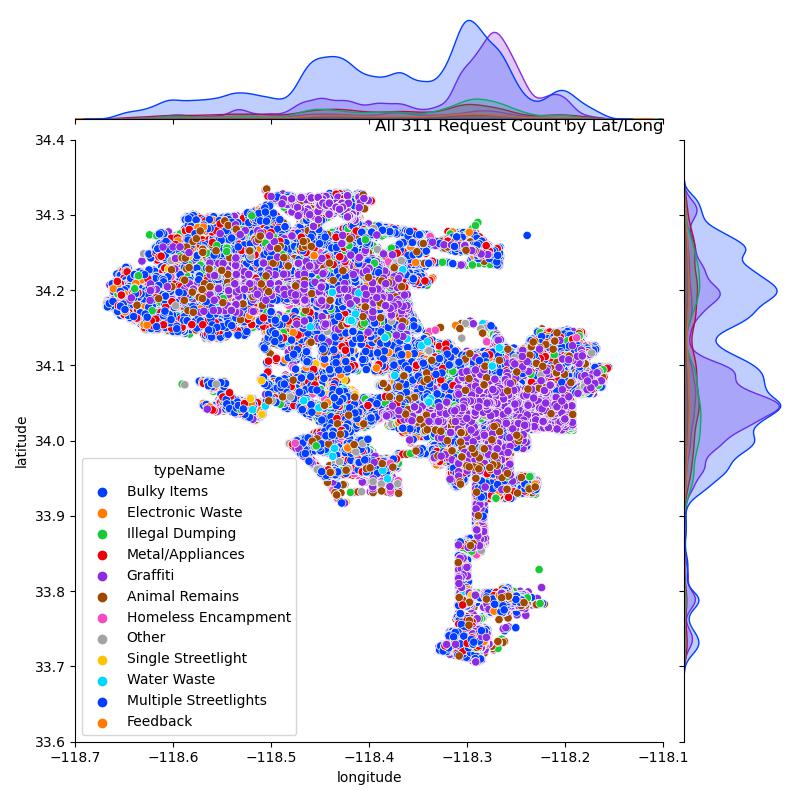 All 311 Request Count by Lat/Long
34.4
34.3
34.2
34.1
34.0
33.9
33.8
33.7
33.6
latitude
typeName
Bulky Items
Electronic Waste
Illegal Dumping
Metal/Appliances
Graffiti
Animal Remains
Homeless Encampment
Other
Single Streetlight
Water Waste
Multiple Streetlights
Feedback
−118.7 −118.6 −118.5 −118.4 −118.3 −118.2 −118.1
longitude